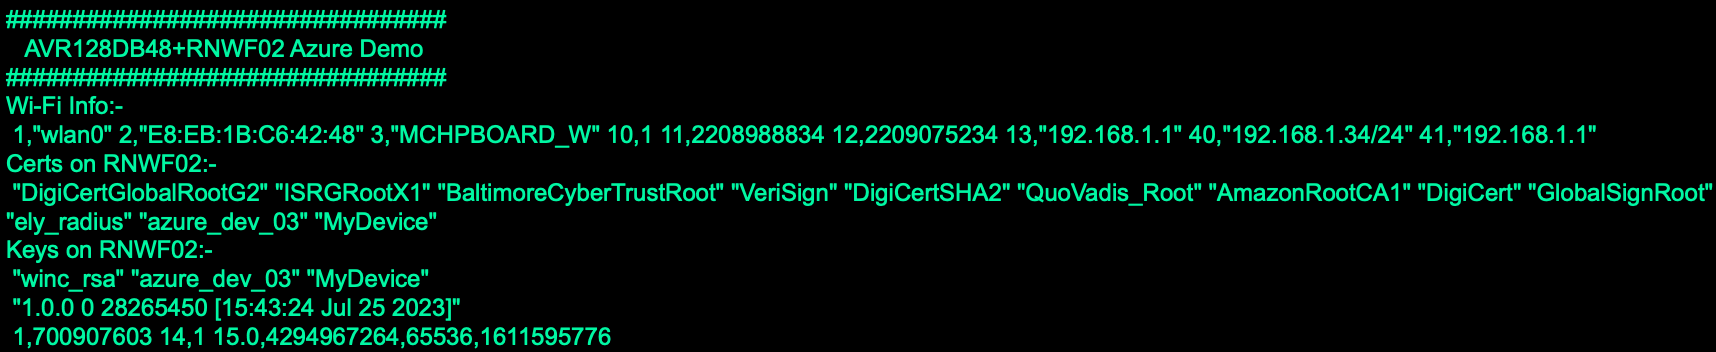 #################################
AVR128DB48+RNWF02 Azure Demo
#################################
Wi-Fi Info:-
1,"wlan0" 2,"E8:EB:1B:C6:42:48" 3,"MCHPBOARD_W" 10,1 11,2208988834 12,2209075234 13,"192.168.1.1" 40,"192.168.1.34/24" 41,"192.168.1.1"
Certs on RNWF02:-
"DigiCertGlobalRootG2" "ISRGRootX1" "BaltimoreCyberTrustRoot" "VeriSign" "DigiCertSHA2" "QuoVadis_Root" "AmazonRootCA1" "DigiCert" "GlobalSignRoot"
"ely_radius" "azure_dev_03" "MyDevice"
Keys on RNWF02:-
"winc_rsa" "azure_dev_03" "MyDevice"
"1.0.0 0 28265450 [15:43:24 Jul 25 2023]"
1,700907603 14,1 15.0,4294967264,65536,1611595776